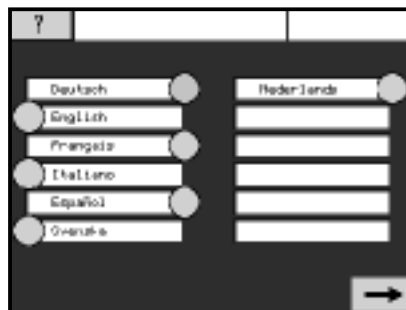 ?
Deutsch
Nederlands
English
Français
Italiano
Español
Svenska